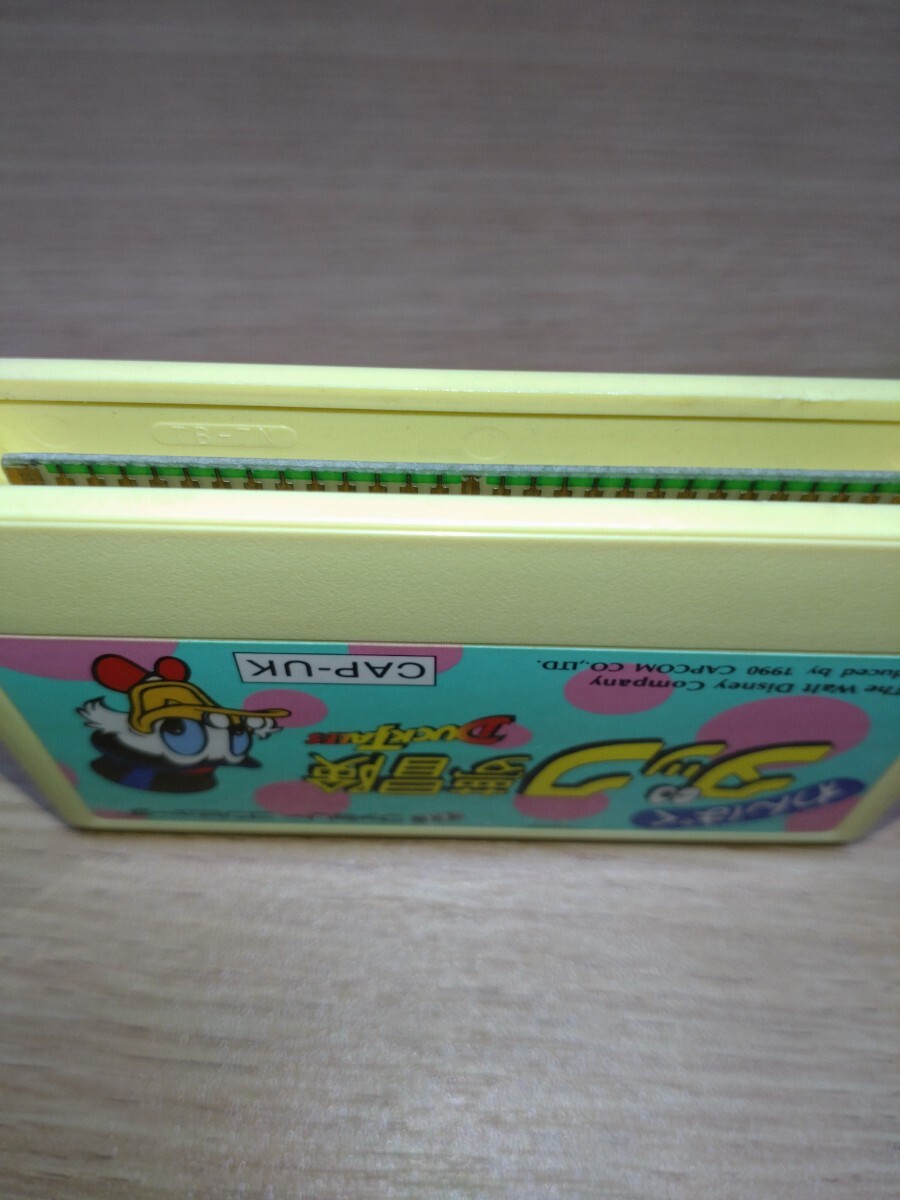 わんぱく
ダック
夢冒険
DUCKTALES
The Walt Disney Company
duced by 1990 CAPCOM CO.,LTD.
CAP-UK